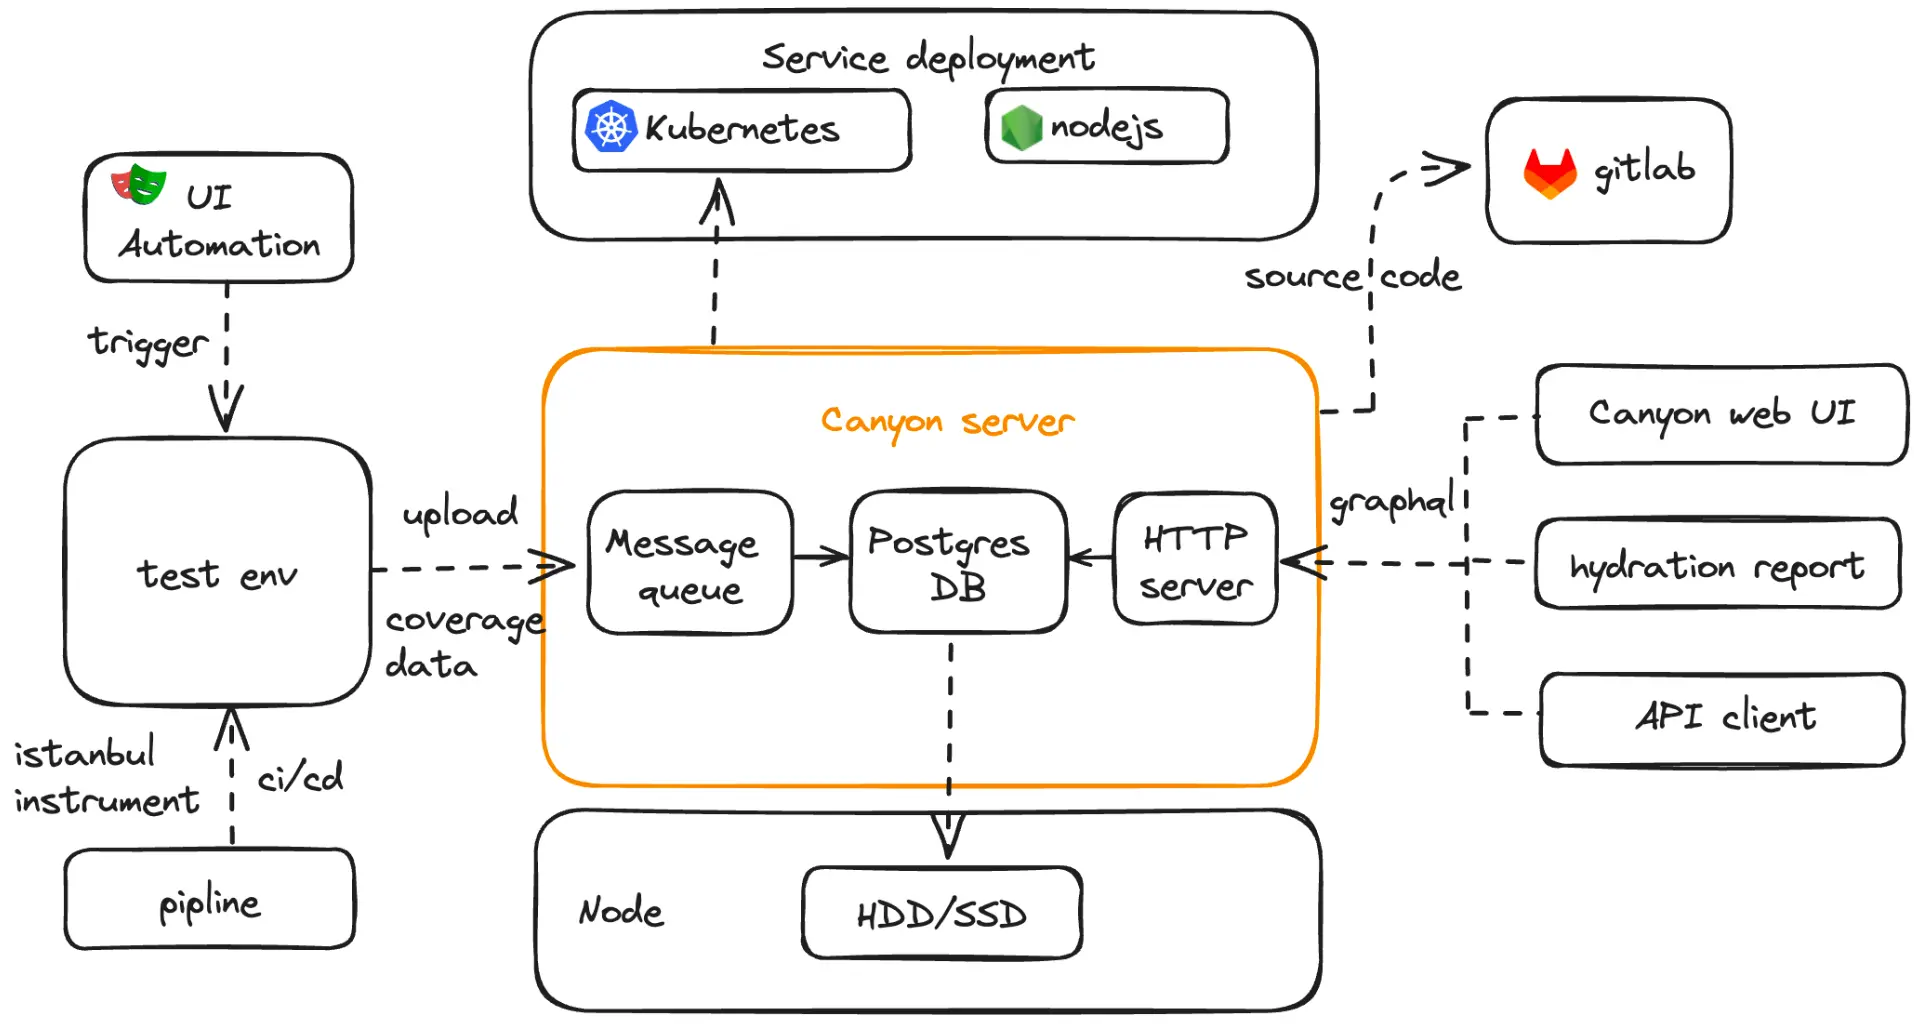 Service deployment
Kubernetes
nodejs
gitlab
UI
Automation
source code
trigger
Canyon server
Canyon web UI
upload
graphql
Message
queue
Postgres
DB
HTTP
server
test env
hydration report
coverage
data
API client
istanbul
instrument
ci/cd
pipline
Node
HDD/SSD